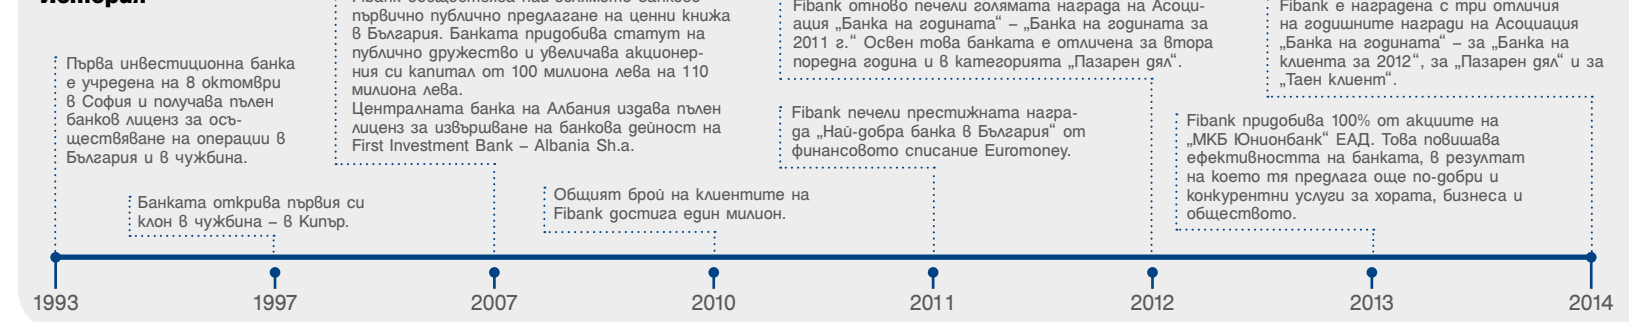 История
първично публично предлагане на ценни книжа
в България. Банката придобива статут на
публично дружество и увеличава акционер-
ния си капитал от 100 милиона лева на 110
милиона лева.
Централната банка на Албания издава пълен
лиценз за извършване на банкова дейност на
First Investment Bank – Albania Sh.a.
Fibank отново печели голямата награда на Асоци-
ация „Банка на годината“ – „Банка на годината за
2011 г.“ Освен това банката е отличена за втора
поредна година и в категорията „Пазарен дял“.
Fibank е наградена с три отличия
на годишните награди на Асоциация
„Банка на годината“ – за „Банка на
клиента за 2012“, за „Пазарен дял“ и за
„Таен клиент“.
Първа инвестиционна банка
е учредена на 8 октомври
в София и получава пълен
банков лиценз за осъ-
ществяване на операции в
България и в чужбина.
Fibank печели престижната награ-
да „Най-добра банка в България“ от
финансовото списание Euromoney.
Fibank придобива 100% от акциите на
„МКБ Юнионбанк“ ЕАД. Това повишава
ефективността на банката, в резултат
на което тя предлага още по-добри и
конкурентни услуги за хората, бизнеса и
обществото.
Банката открива първия си
клон в чужбина – в Кипър.
Общият брой на клиентите на
Fibank достига един милион.
1993
1997
2007
2010
2011
2012
2013
2014